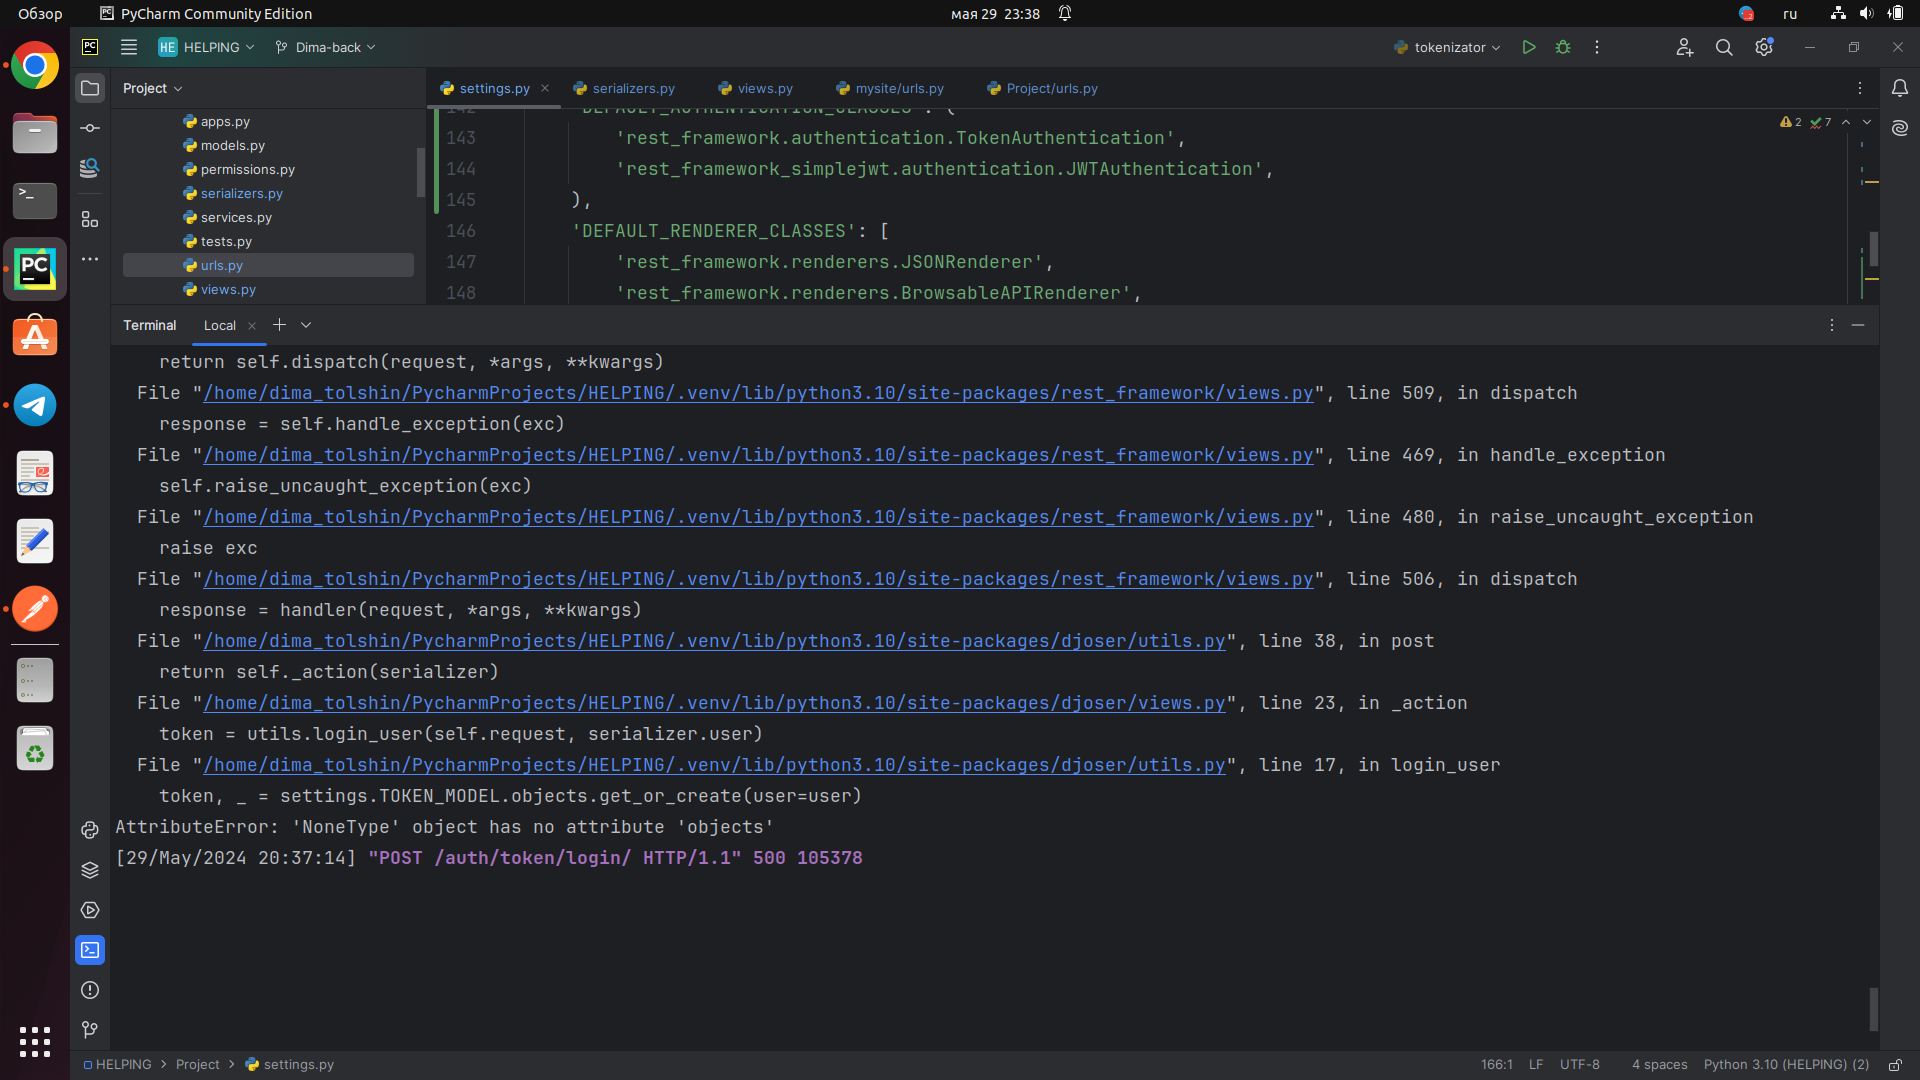 Обзор
PyCharm Community Edition
мая 29 23:38
ru
HE HELPING
Dima-back
tokenizator
Project
settings.py
serializers.py
views.py
mysite/urls.py
Project/urls.py
apps.py
models.py
permissions.py
serializers.py
services.py
tests.py
urls.py
views.py
142 'DEFAULT_AUTHENTICATION_CLASSES': (
143 'rest_framework.authentication.TokenAuthentication',
144 'rest_framework_simplejwt.authentication.JWTAuthentication',
145 ),
146 'DEFAULT_RENDERER_CLASSES': [
147 'rest_framework.renderers.JSONRenderer',
148 'rest_framework.renderers.BrowsableAPIRenderer',
2 7
Terminal
Local
return self.dispatch(request, *args, **kwargs)
File "/home/dima_tolshin/PycharmProjects/HELPING/.venv/lib/python3.10/site-packages/rest_framework/views.py", line 509, in dispatch
response = self.handle_exception(exc)
File "/home/dima_tolshin/PycharmProjects/HELPING/.venv/lib/python3.10/site-packages/rest_framework/views.py", line 469, in handle_exception
self.raise_uncaught_exception(exc)
File "/home/dima_tolshin/PycharmProjects/HELPING/.venv/lib/python3.10/site-packages/rest_framework/views.py", line 480, in raise_uncaught_exception
raise exc
File "/home/dima_tolshin/PycharmProjects/HELPING/.venv/lib/python3.10/site-packages/rest_framework/views.py", line 506, in dispatch
response = handler(request, *args, **kwargs)
File "/home/dima_tolshin/PycharmProjects/HELPING/.venv/lib/python3.10/site-packages/djoser/utils.py", line 38, in post
return self._action(serializer)
File "/home/dima_tolshin/PycharmProjects/HELPING/.venv/lib/python3.10/site-packages/djoser/views.py", line 23, in _action
token = utils.login_user(self.request, serializer.user)
File "/home/dima_tolshin/PycharmProjects/HELPING/.venv/lib/python3.10/site-packages/djoser/utils.py", line 17, in login_user
token, _ = settings.TOKEN_MODEL.objects.get_or_create(user=user)
AttributeError: 'NoneType' object has no attribute 'objects'
[29/May/2024 20:37:14] "POST /auth/token/login/ HTTP/1.1" 500 105378
HELPING > Project > settings.py
166:1 LF UTF-8 4 spaces Python 3.10 (HELPING) (2)